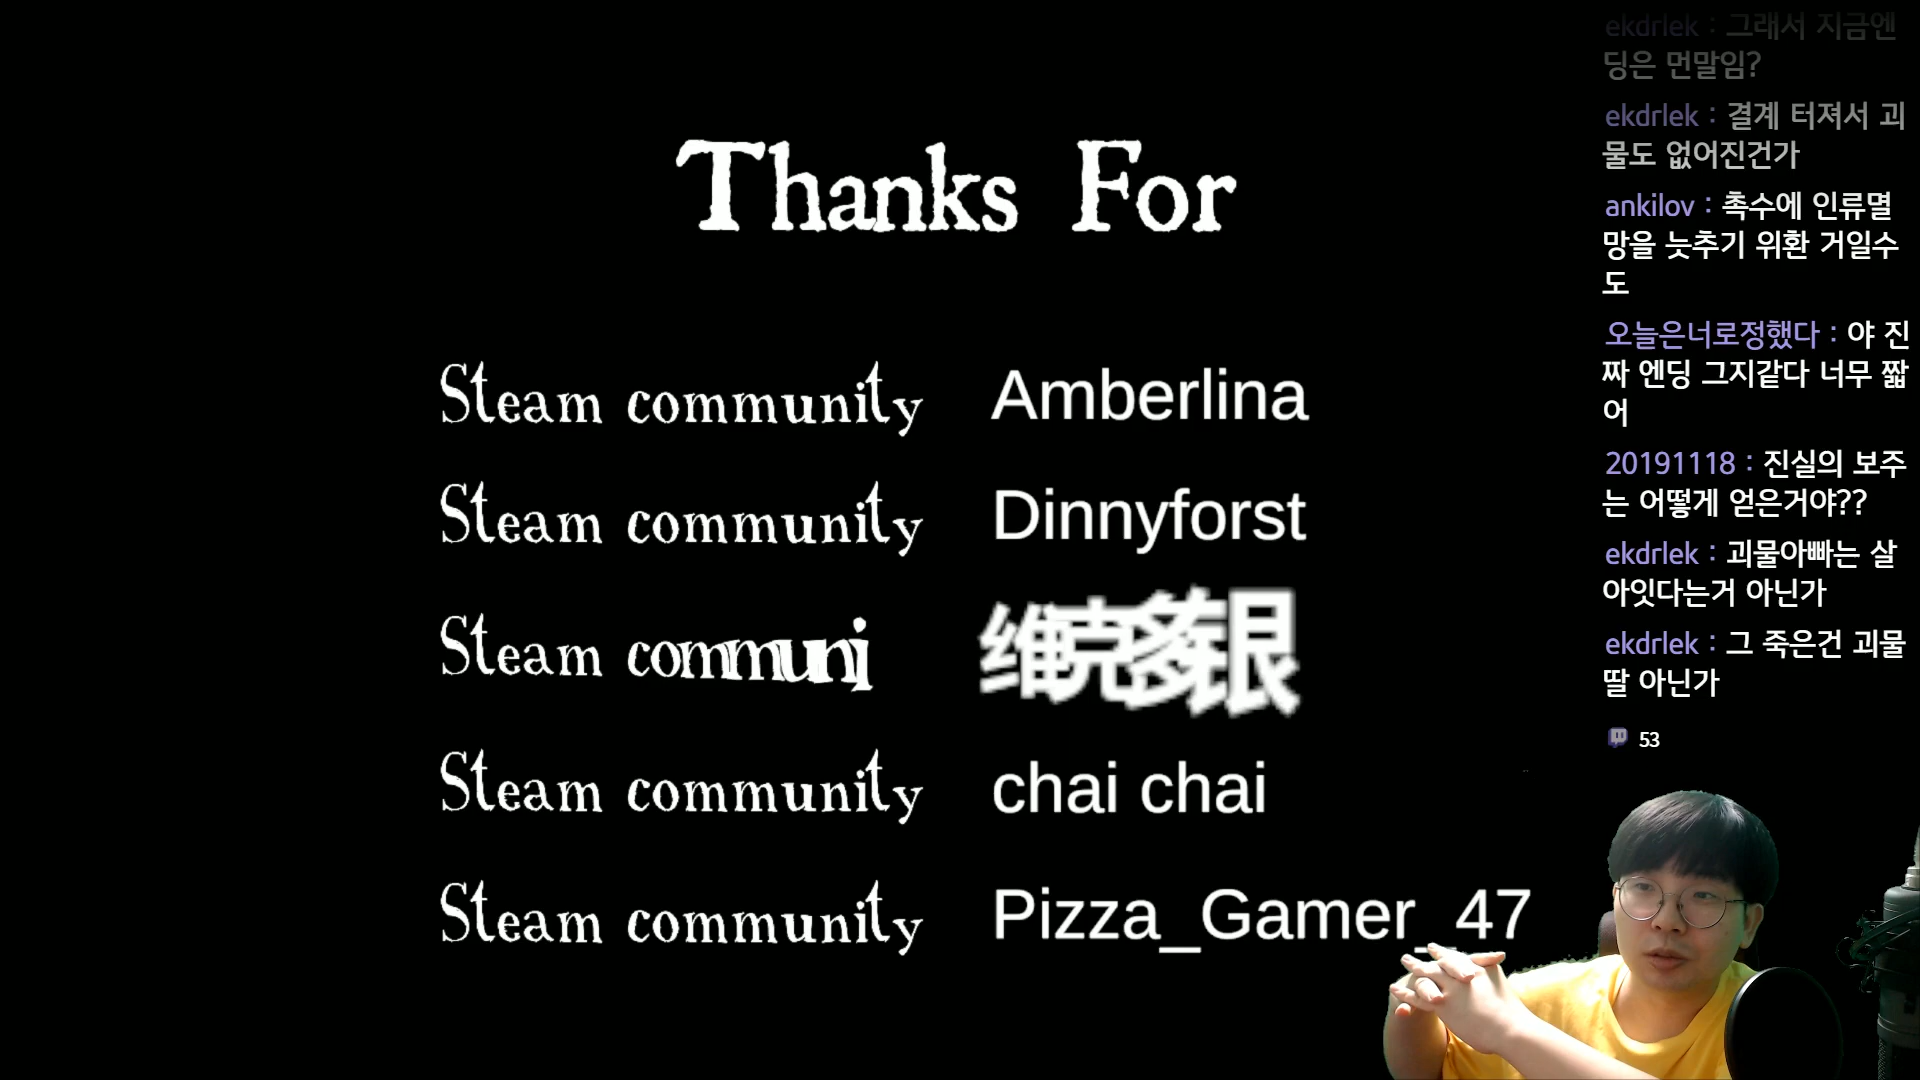 Thanks For
Steam community Amberlina
Steam community Dinnyforst
Steam communi 维克多银
Steam community chai chai
Steam community Pizza_Gamer_47
ekdrlek : 그래서 지금엔
딩은 먼말임?
ekdrlek : 결계 터져서 괴
물도 없어진건가
ankilov : 촉수에 인류멸
망을 늣추기 위환 거일수
도
오늘은너로정했다 : 야 진
짜 엔딩 그지같다 너무 짧
어
20191118 : 진실의 보주
는 어떻게 얻은거야??
ekdrlek : 괴물아빠는 살
아잇다는거 아닌가
ekdrlek : 그 죽은건 괴물
딸 아닌가
53